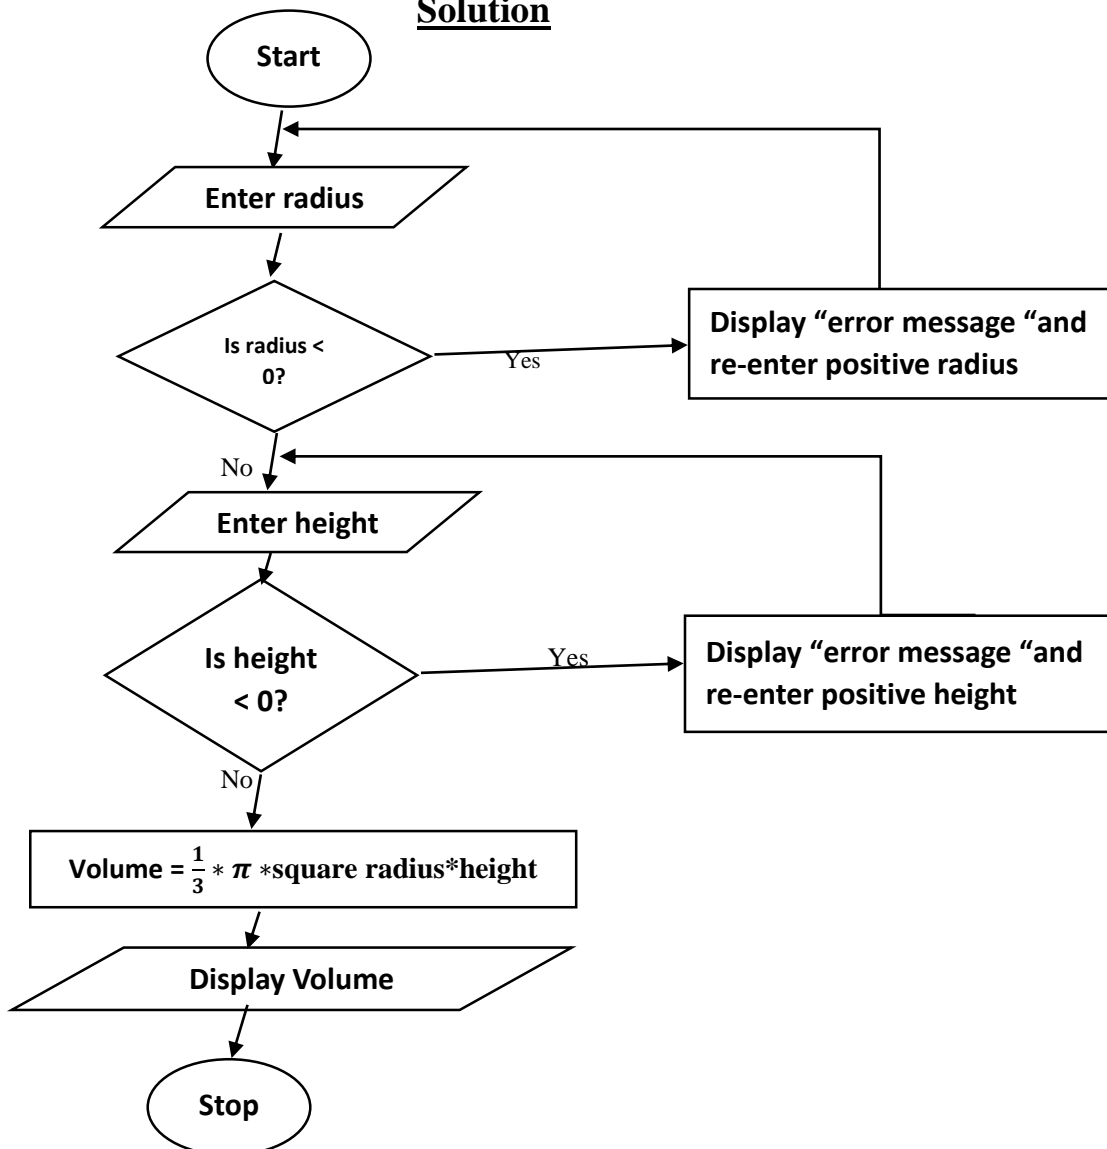 Solution
Start
Enter radius
Is radius <
0?
Yes
Display “error message “and
re-enter positive radius
No
Enter height
Is height
< 0?
Yes
Display “error message “and
re-enter positive height
No
Volume = 1/3 * π *square radius*height
Display Volume
Stop